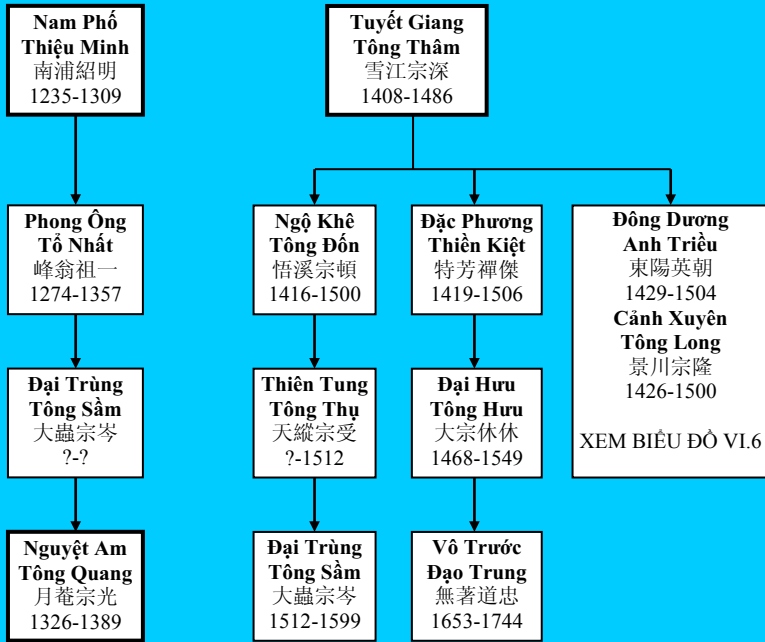 Nam Phố
Thiệu Minh
南浦紹明
1235-1309
Tuyết Giang
Tông Thâm
雪江宗深
1408-1486
Phong Ông
Tổ Nhất
峰翁祖一
1274-1357
Ngộ Khê
Tông Đốn
悟溪宗頓
1416-1500
Đặc Phương
Thiền Kiệt
特芳禪傑
1419-1506
Đông Dương
Anh Triều
東陽英朝
1429-1504
Cảnh Xuyên
Tông Long
景川宗隆
1426-1500
XEM BIỂU ĐỒ VI.6
Đại Trùng
Tông Sầm
大蟲宗岑
?-?
Thiên Tung
Tông Thụ
天縱宗受
?-1512
Đại Hưu
Tông Hưu
大宗休休
1468-1549
Nguyệt Am
Tông Quang
月菴宗光
1326-1389
Đại Trùng
Tông Sầm
大蟲宗岑
1512-1599
Vô Trước
Đạo Trung
無著道忠
1653-1744